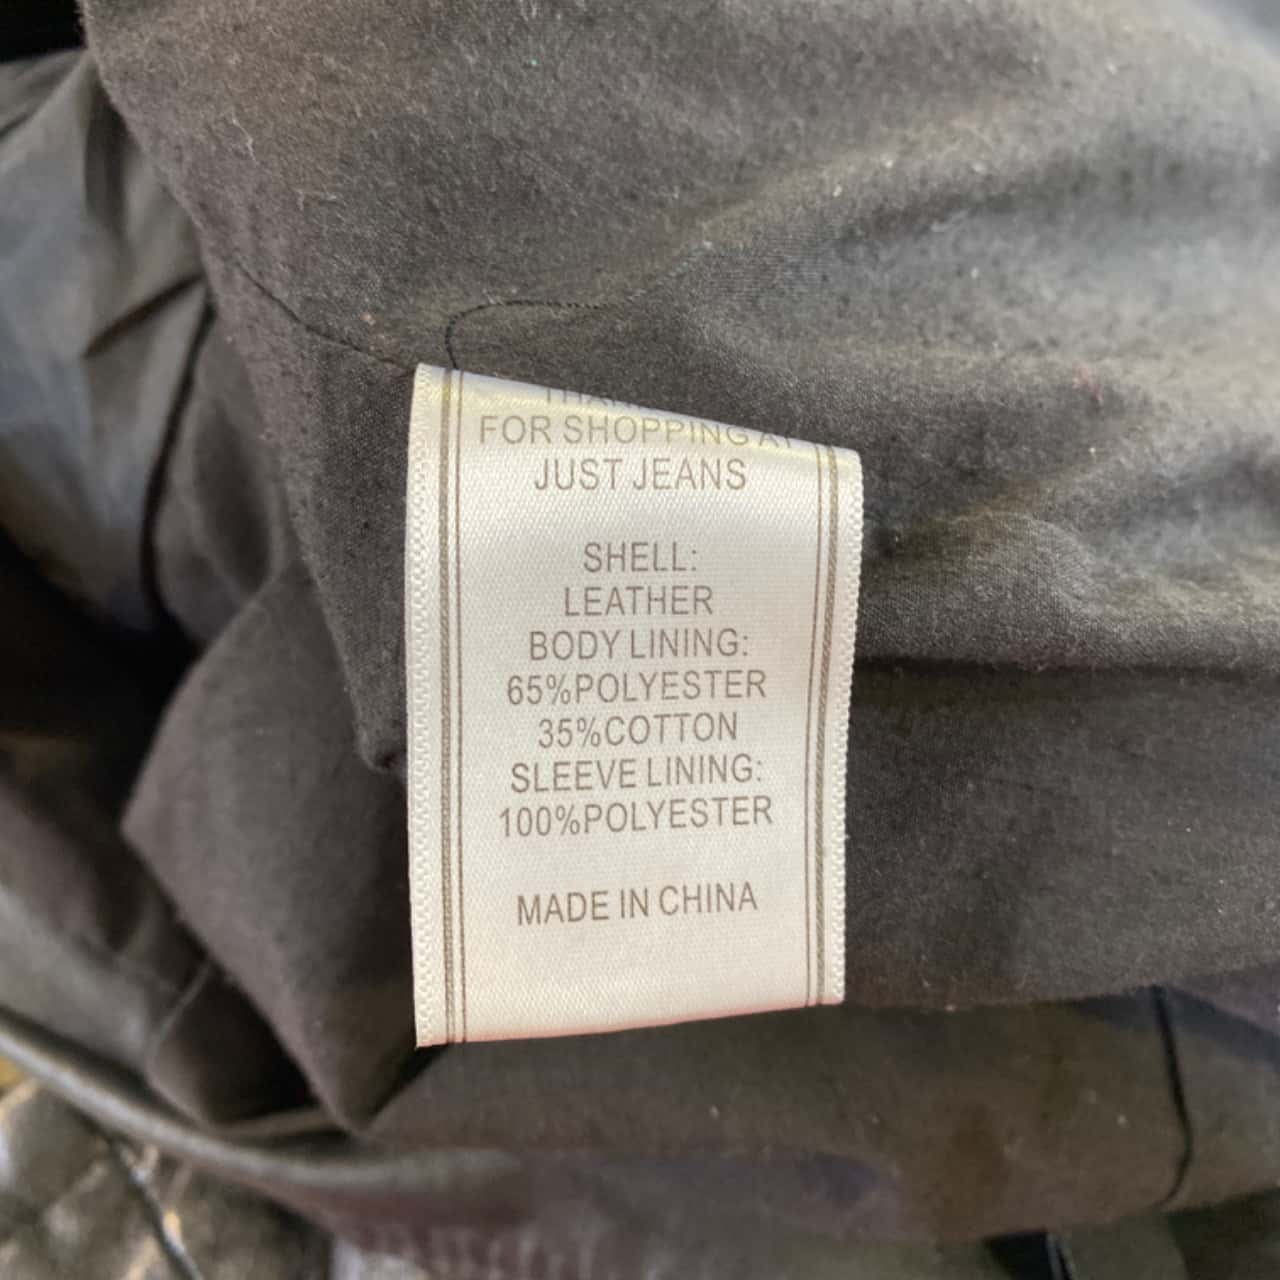 FOR SHOPPING AT
JUST JEANS
SHELL:
LEATHER
BODY LINING:
65%POLYESTER
35%COTTON
SLEEVE LINING:
100%POLYESTER
MADE IN CHINA